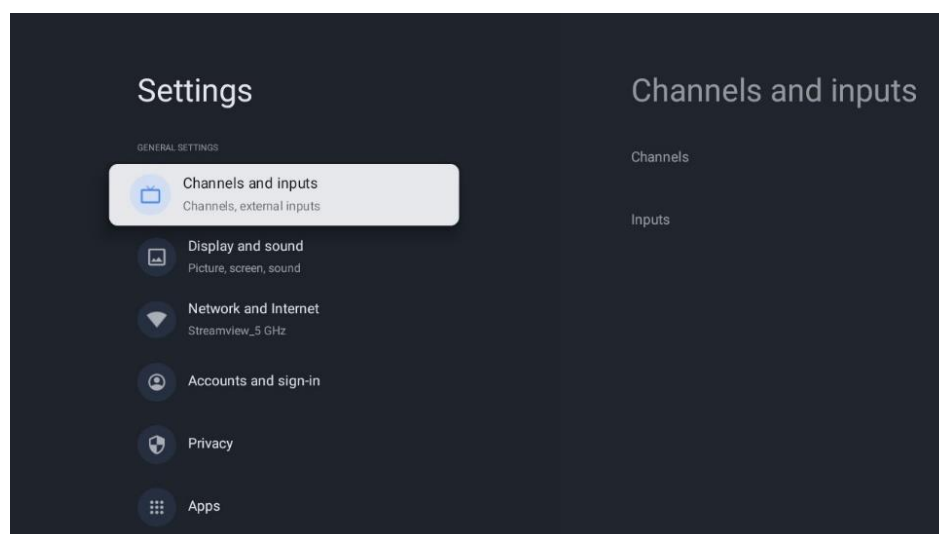 Settings
GENERAL SETTINGS
Channels and inputs
Channels, external inputs
Display and sound
Picture, screen, sound
Network and Internet
Streamview_5 GHz
Accounts and sign-in
Privacy
Apps
Channels and inputs
Channels
Inputs